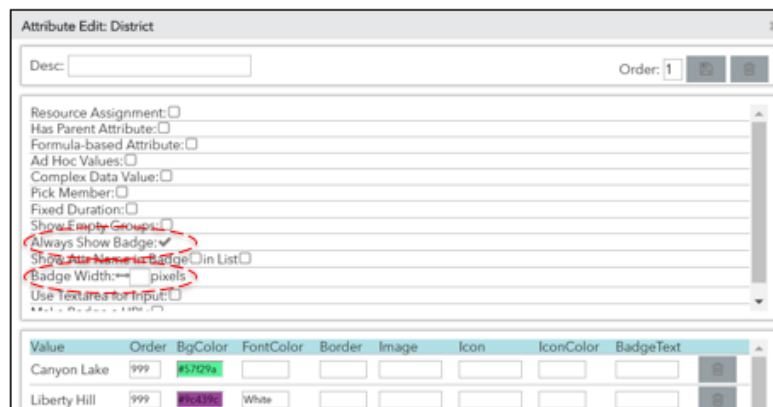 Attribute Edit: District
Desc:
Order: 1
Resource Assignment:
Has Parent Attribute:
Formula-based Attribute:
Ad Hoc Values:
Complex Data Value:
Pick Member:
Fixed Duration:
Show Empty Groups:
Always Show Badge:
Show Attr Name in Badge in List
Badge Width: pixels
Use Textarea for Input:
Value Order BgColor FontColor Border Image Icon IconColor BadgeText
Canyon Lake 999 #57f29a
Liberty Hill 999 #9c439c White